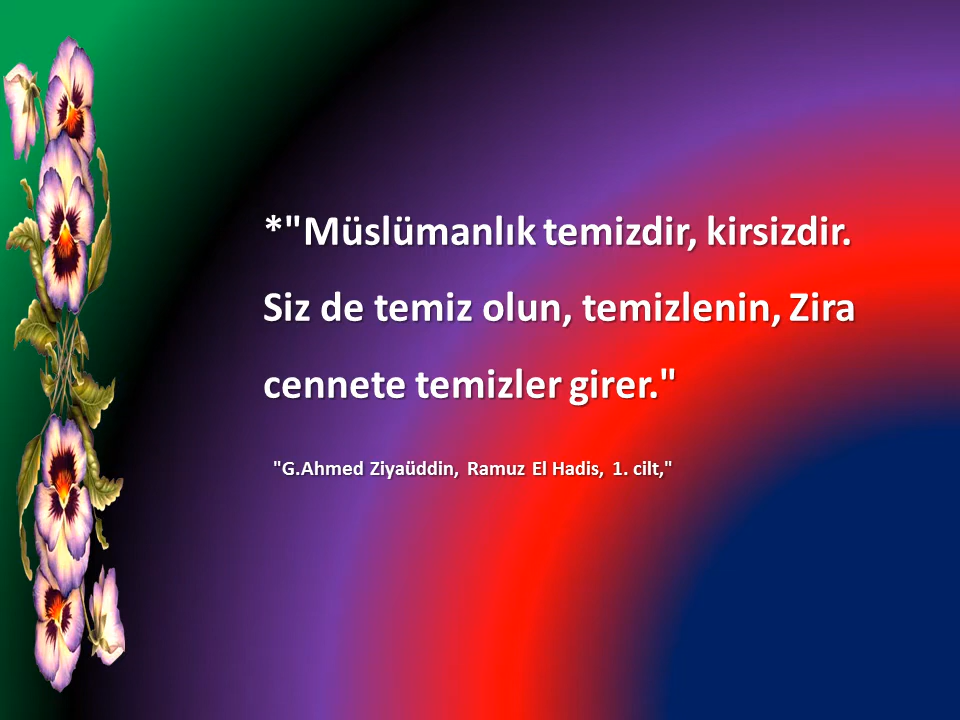 *"Müslümanlık temizdir, kirsizdir.
Siz de temiz olun, temizlenin, Zira
cennete temizler girer."
"G.Ahmed Ziyaüddin, Ramuz El Hadis, 1. cilt,"